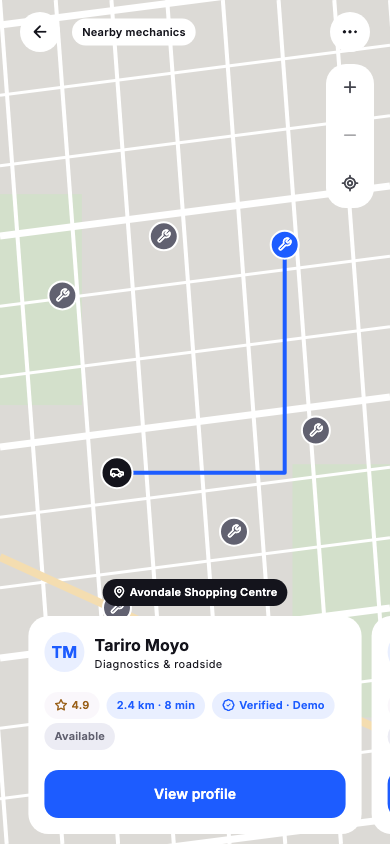 Nearby mechanics
Avondale Shopping Centre
TM
Tariro Moyo
Diagnostics & roadside
4.9
2.4 km · 8 min
Verified · Demo
Available
View profile